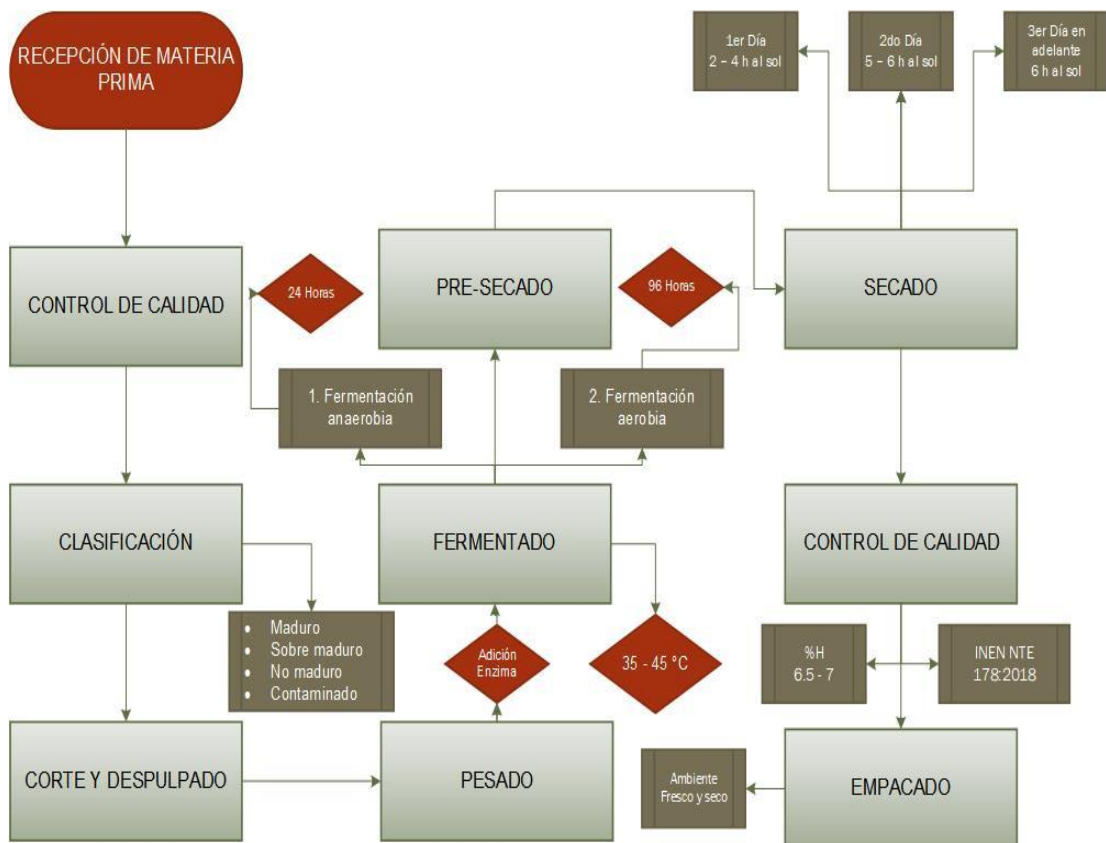 RECEPCIÓN DE MATERIA
PRIMA
1er Día
2 – 4 h al sol
2do Día
5 – 6 h al sol
3er Día en
adelante
6 h al sol
CONTROL DE CALIDAD
24 Horas
PRE-SECADO
96 Horas
SECADO
1. Fermentación
anaerobia
2. Fermentación
aerobia
CLASIFICACIÓN
FERMENTADO
CONTROL DE CALIDAD
• Maduro
• Sobre maduro
• No maduro
• Contaminado
Adición
Enzima
35 - 45 °C
%H
6.5 - 7
INEN NTE
178:2018
CORTE Y DESPULPADO
PESADO
Ambiente
Fresco y seco
EMPACADO